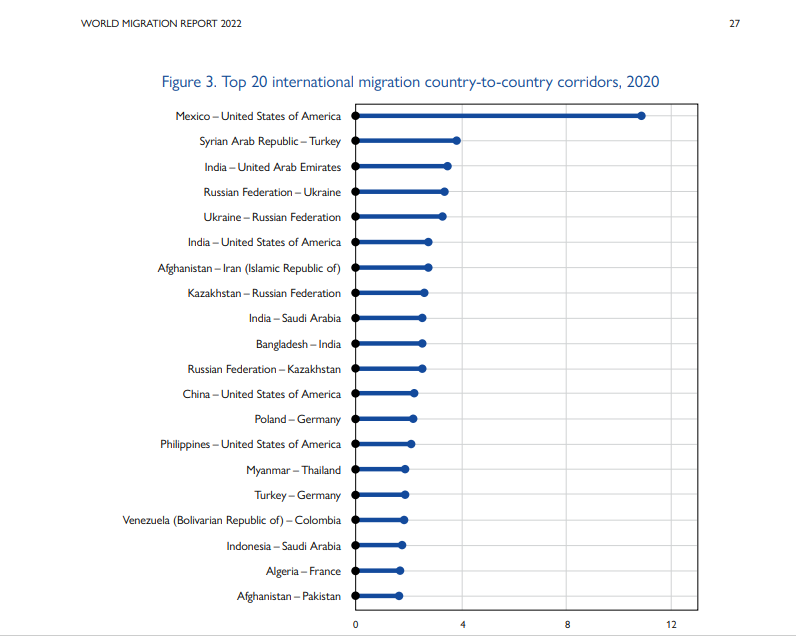 WORLD MIGRATION REPORT 2022 27
Figure 3. Top 20 international migration country-to-country corridors, 2020
Mexico – United States of America
Syrian Arab Republic – Turkey
India – United Arab Emirates
Russian Federation – Ukraine
Ukraine – Russian Federation
India – United States of America
Afghanistan – Iran (Islamic Republic of)
Kazakhstan – Russian Federation
India – Saudi Arabia
Bangladesh – India
Russian Federation – Kazakhstan
China – United States of America
Poland – Germany
Philippines – United States of America
Myanmar – Thailand
Turkey – Germany
Venezuela (Bolivarian Republic of) – Colombia
Indonesia – Saudi Arabia
Algeria – France
Afghanistan – Pakistan
0 4 8 12